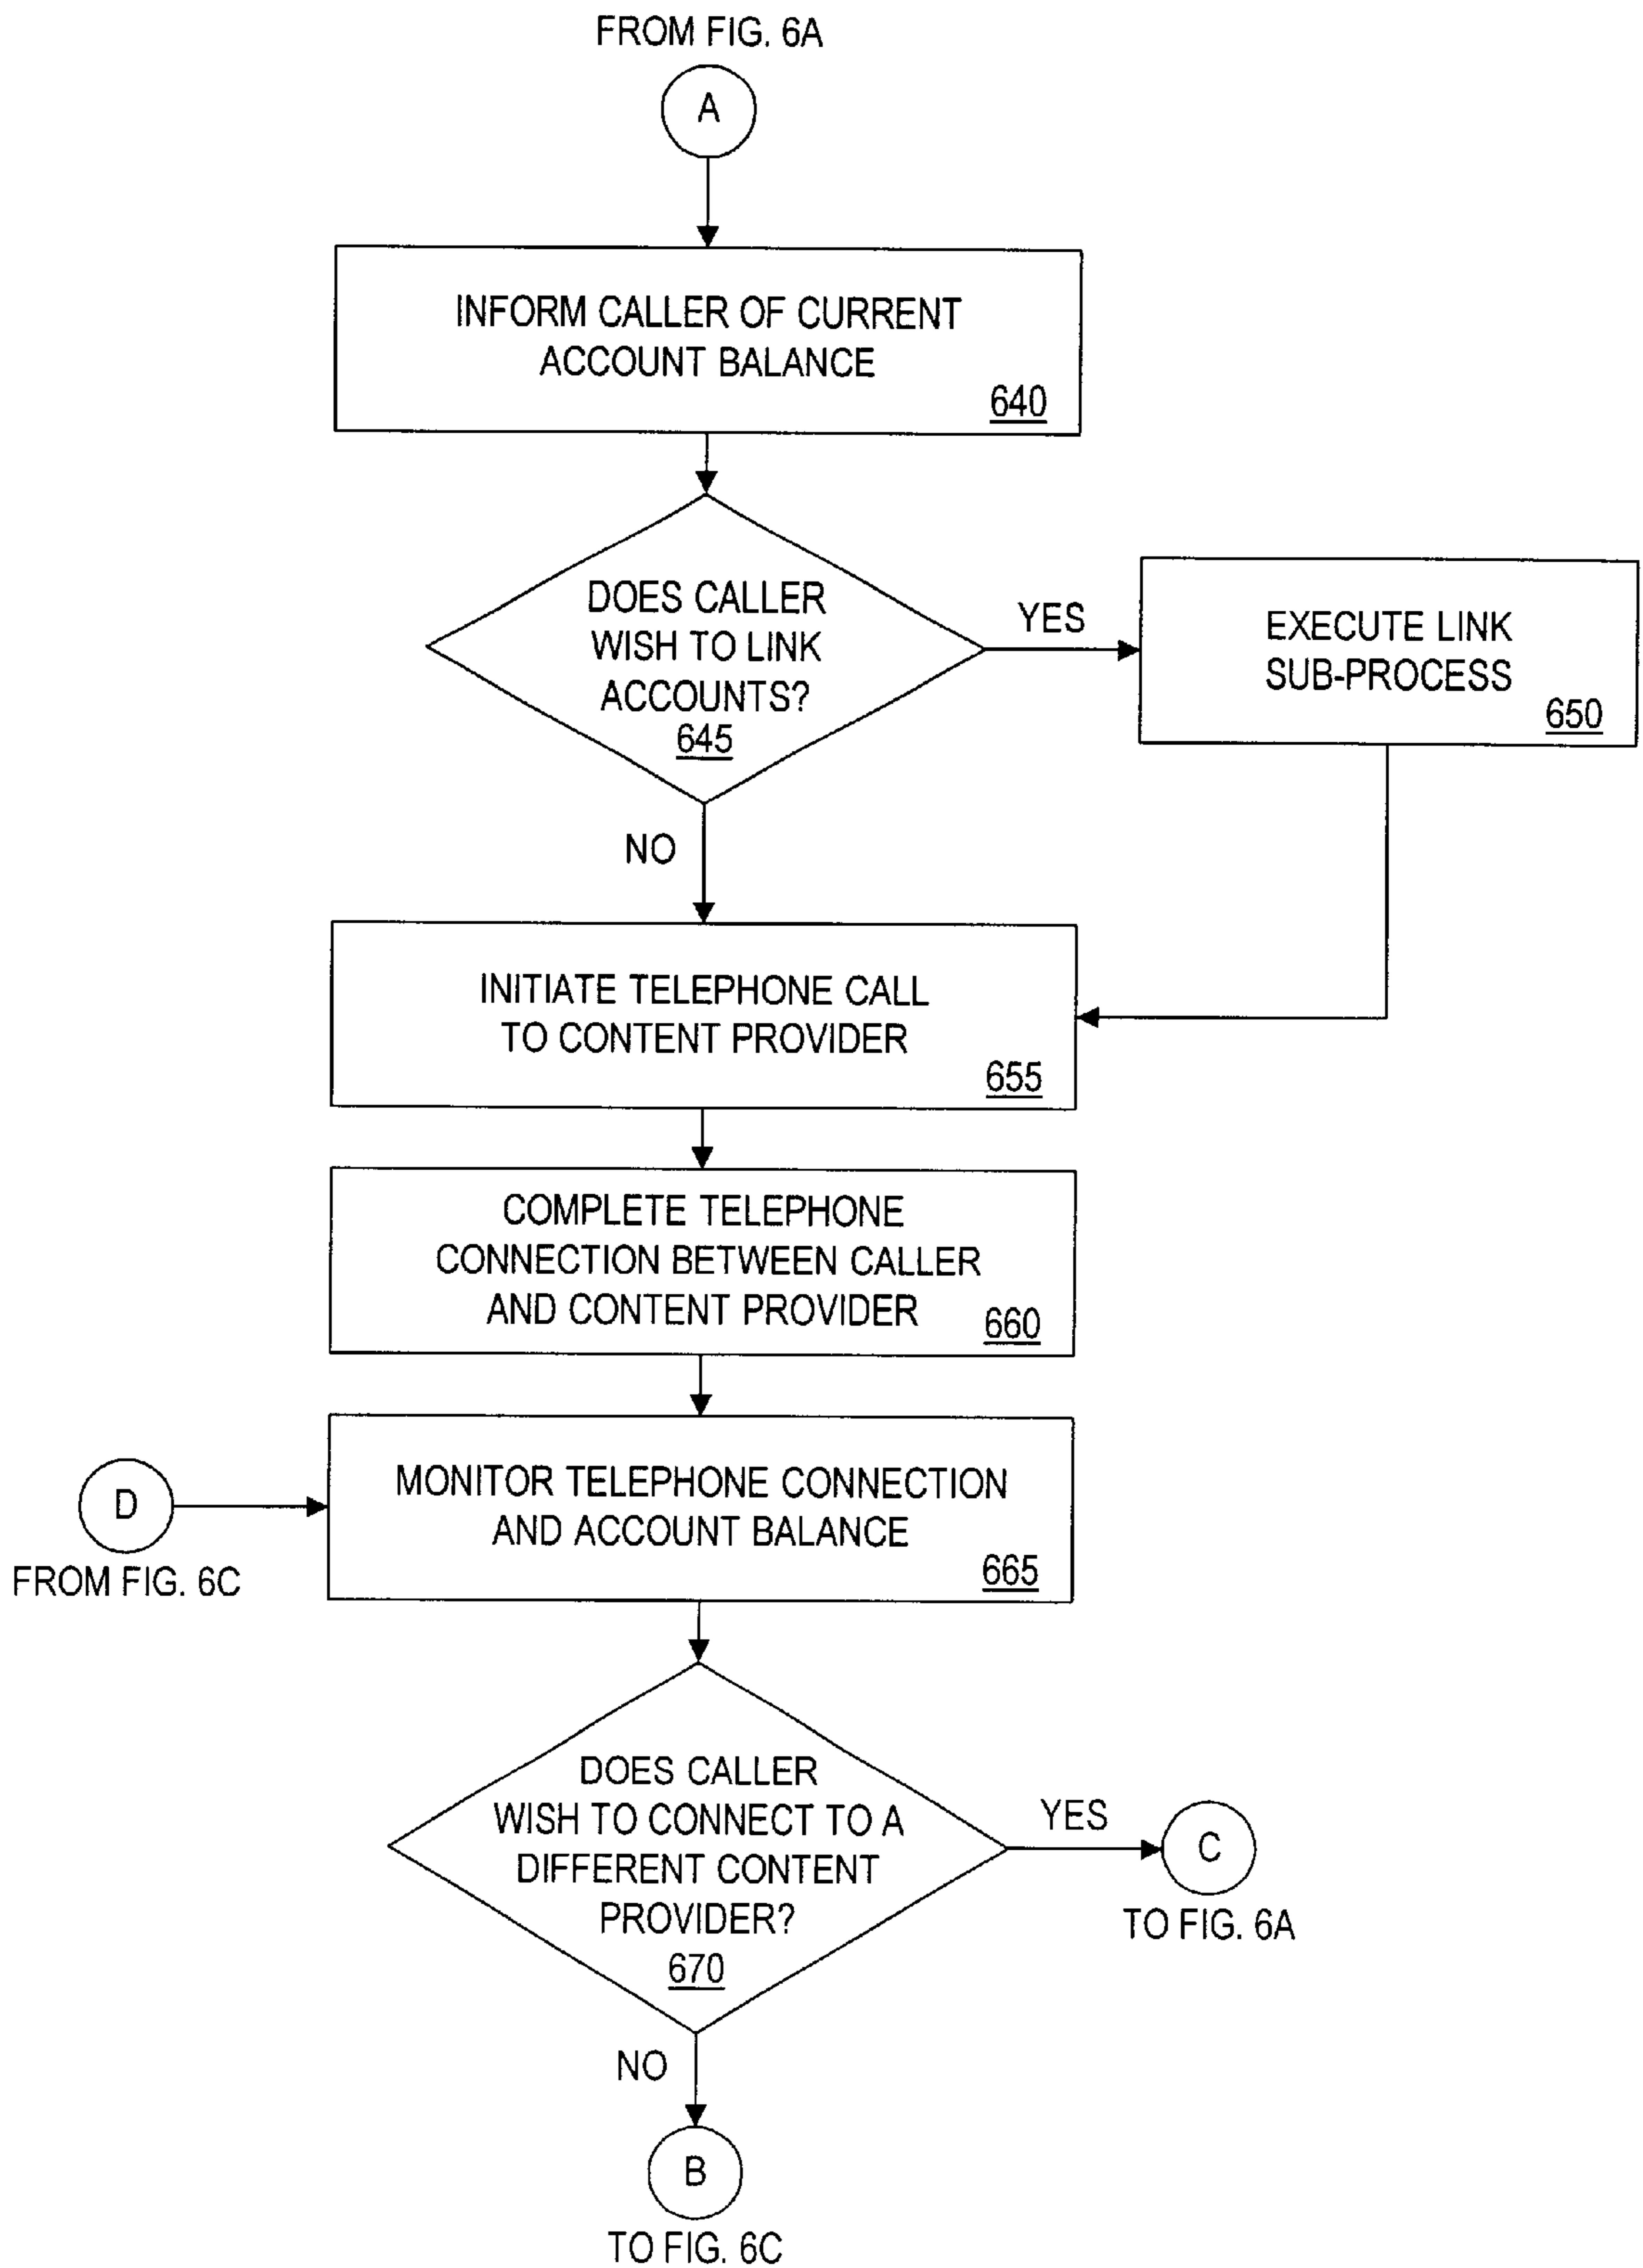 FROM FIG. 6A
A
INFORM CALLER OF CURRENT
ACCOUNT BALANCE
640
DOES CALLER
WISH TO LINK
ACCOUNTS?
645
YES
EXECUTE LINK
SUB-PROCESS
650
NO
INITIATE TELEPHONE CALL
TO CONTENT PROVIDER
655
COMPLETE TELEPHONE
CONNECTION BETWEEN CALLER
AND CONTENT PROVIDER
660
D
FROM FIG. 6C
MONITOR TELEPHONE CONNECTION
AND ACCOUNT BALANCE
665
DOES CALLER
WISH TO CONNECT TO A
DIFFERENT CONTENT
PROVIDER?
670
YES
C
TO FIG. 6A
NO
B
TO FIG. 6C